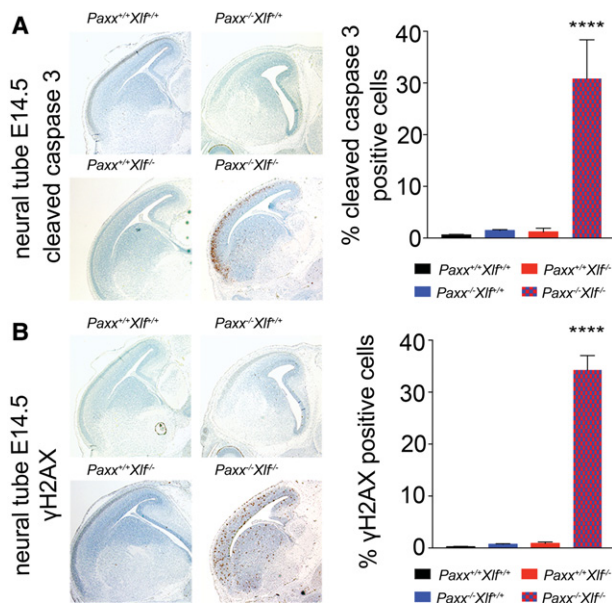 A
neural tube E14.5
cleaved caspase 3
Paxx+/+Xlf+/+
Paxx-/-Xlf+/+
Paxx+/+Xlf-/-
Paxx-/-Xlf-/-
% cleaved caspase 3
positive cells
40
30
20
10
0
****
Paxx+/+Xlf+/+
Paxx+/+Xlf-/-
Paxx-/-Xlf+/+
Paxx-/-Xlf-/-
B
neural tube E14.5
γH2AX
Paxx+/+Xlf+/+
Paxx-/-Xlf+/+
Paxx+/+Xlf-/-
Paxx-/-Xlf-/-
% γH2AX positive cells
40
30
20
10
0
****
Paxx+/+Xlf+/+
Paxx+/+Xlf-/-
Paxx-/-Xlf+/+
Paxx-/-Xlf-/-